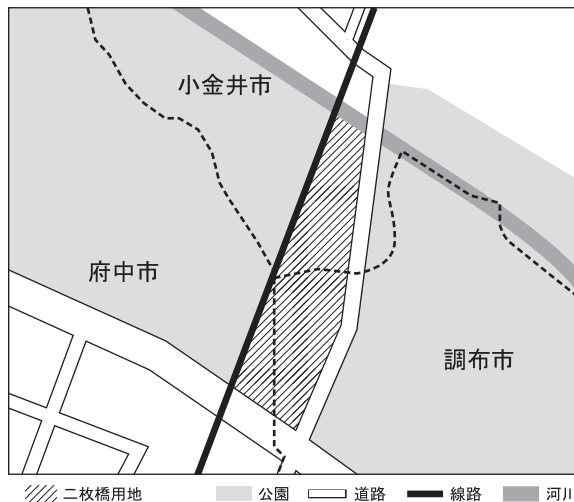 小金井市
府中市
調布市
二枚橋用地 公園 道路 線路 河川